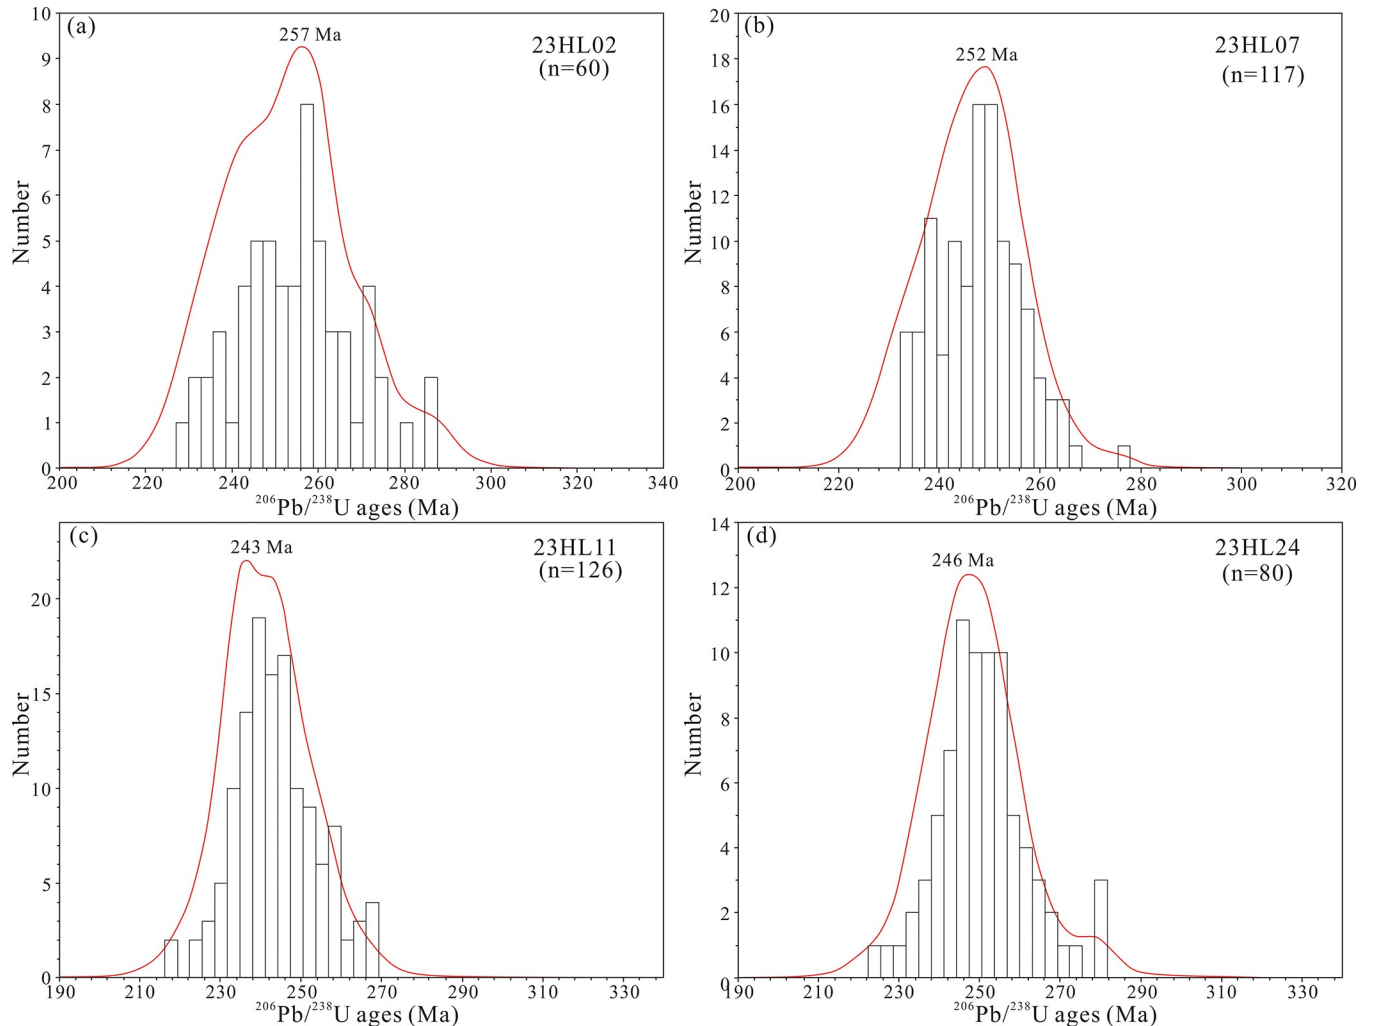 (a)
257 Ma
23HL02
(n=60)
Number
10
9
8
7
6
5
4
3
2
1
0
200 220 240 260 280 300 320 340
²⁰⁶Pb/²³⁸U ages (Ma)
(b)
252 Ma
23HL07
(n=117)
Number
20
18
16
14
12
10
8
6
4
2
0
200 220 240 260 280 300 320
²⁰⁶Pb/²³⁸U ages (Ma)
(c)
243 Ma
23HL11
(n=126)
Number
20
15
10
5
0
190 210 230 250 270 290 310 330
²⁰⁶Pb/²³⁸U ages (Ma)
(d)
246 Ma
23HL24
(n=80)
Number
14
12
10
8
6
4
2
0
190 210 230 250 270 290 310 330
²⁰⁶Pb/²³⁸U ages (Ma)